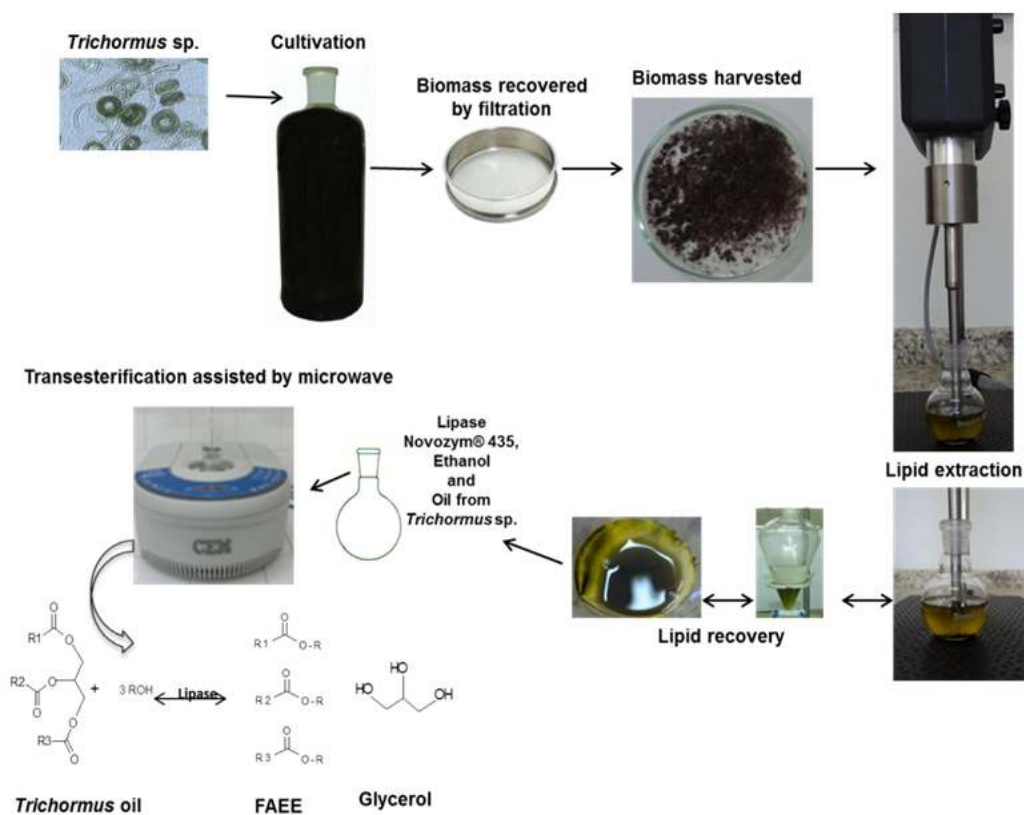 Trichormus sp.
Cultivation
Biomass recovered
by filtration
Biomass harvested
Lipid extraction
Transesterification assisted by microwave
Lipase
Novozym® 435,
Ethanol
and
Oil from
Trichormus sp.
CEM
Lipid recovery
O
R1
O
R2
O
O
+
3 ROH
Lipase
O
R3
O
O
R1
O-R
O
R2
O-R
O
R3
O-R
HO
HO
OH
Trichormus oil
FAEE
Glycerol